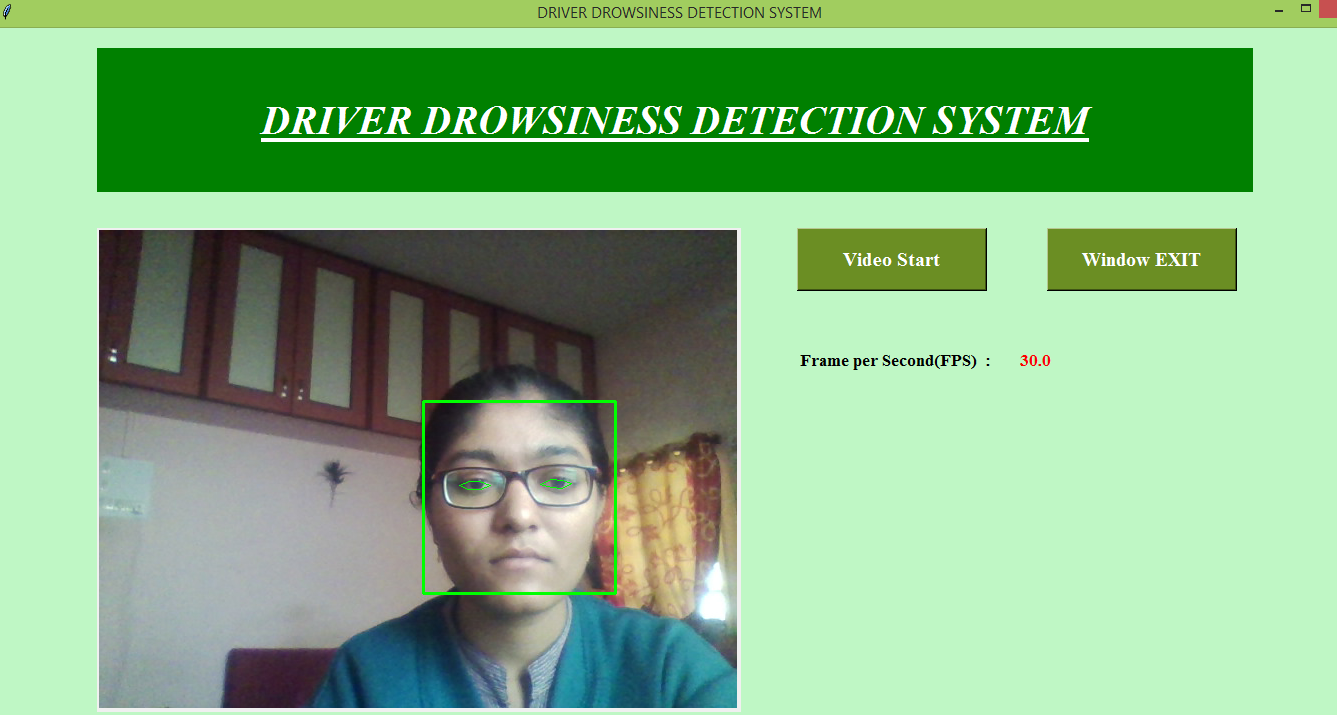 DRIVER DROWSINESS DETECTION SYSTEM
DRIVER DROWSINESS DETECTION SYSTEM
Video Start
Window EXIT
Frame per Second(FPS) : 30.0